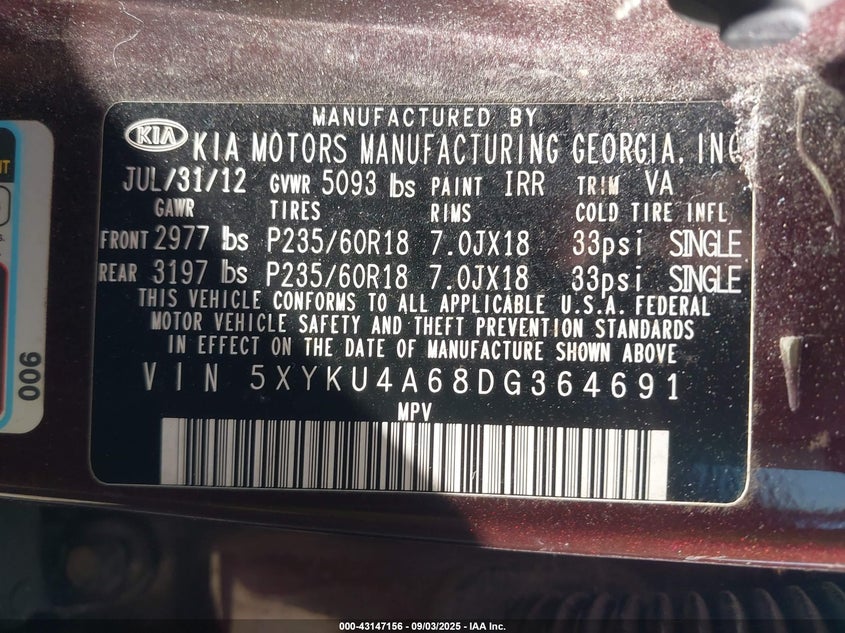 MANUFACTURED BY
KIA KIA MOTORS MANUFACTURING GEORGIA, INC
JUL/31/12 GVWR 5093 lbs PAINT IRR TRIM VA
GAWR TIRES RIMS COLD TIRE INFL
FRONT 2977 lbs P235/60R18 7.0JX18 33psi SINGLE
REAR 3197 lbs P235/60R18 7.0JX18 33psi SINGLE
THIS VEHICLE CONFORMS TO ALL APPLICABLE U.S.A. FEDERAL
MOTOR VEHICLE SAFETY AND THEFT PREVENTION STANDARDS
IN EFFECT ON THE DATE OF MANUFACTURE SHOWN ABOVE
VIN 5XYKU4A68DG364691
MPV
006
000-43147156 - 09/03/2025 - IAA Inc.